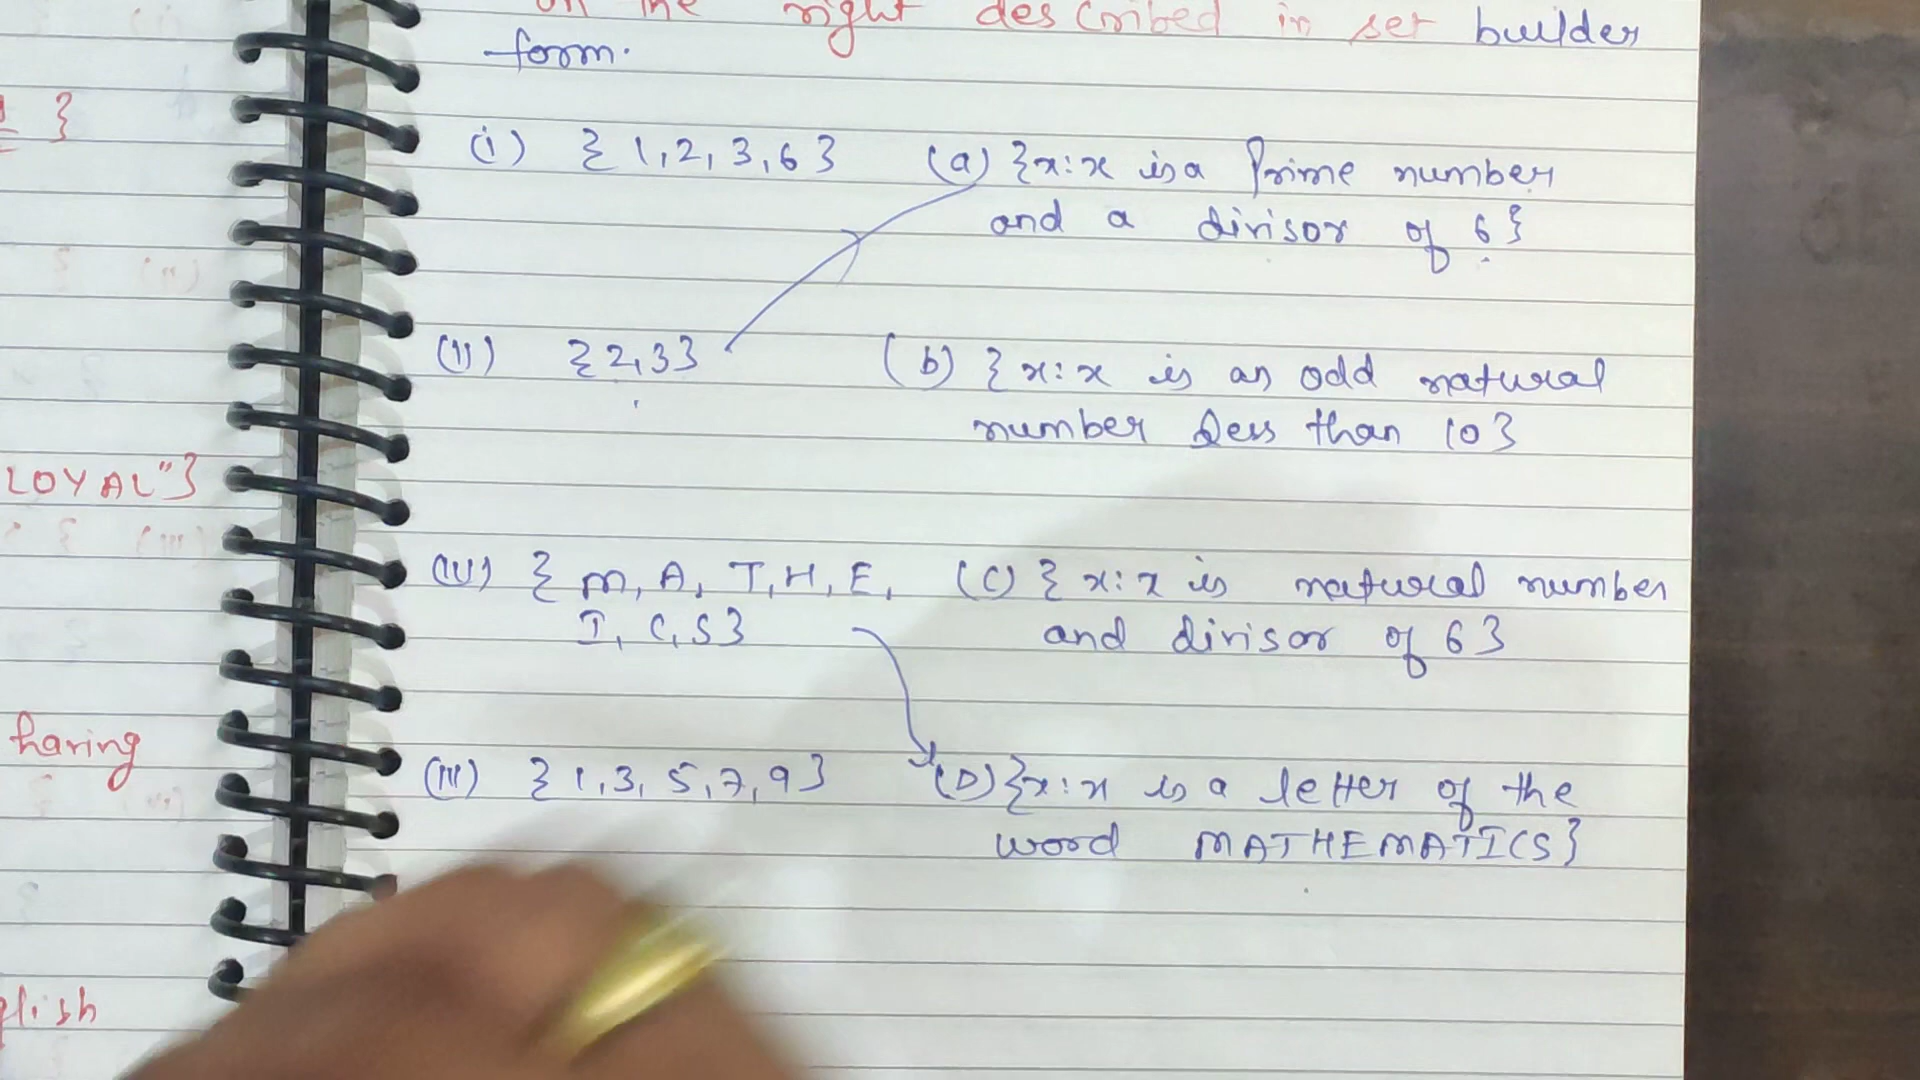 on the right described in set builder
form.
(i) { 1, 2, 3, 6 } (a) {x: x is a Prime number
and a divisor of 6 }
(ii) { 2, 3 } (b) { x: x is an odd natural
number less than 10 }
(iv) { M, A, T, H, E, (C) { x: x is natural number
I, C, S } and divisor of 6 }
(iii) { 1, 3, 5, 7, 9 } (D) {x: x is a letter of the
word MATHEMATICS }
}
LOYAL" }
having